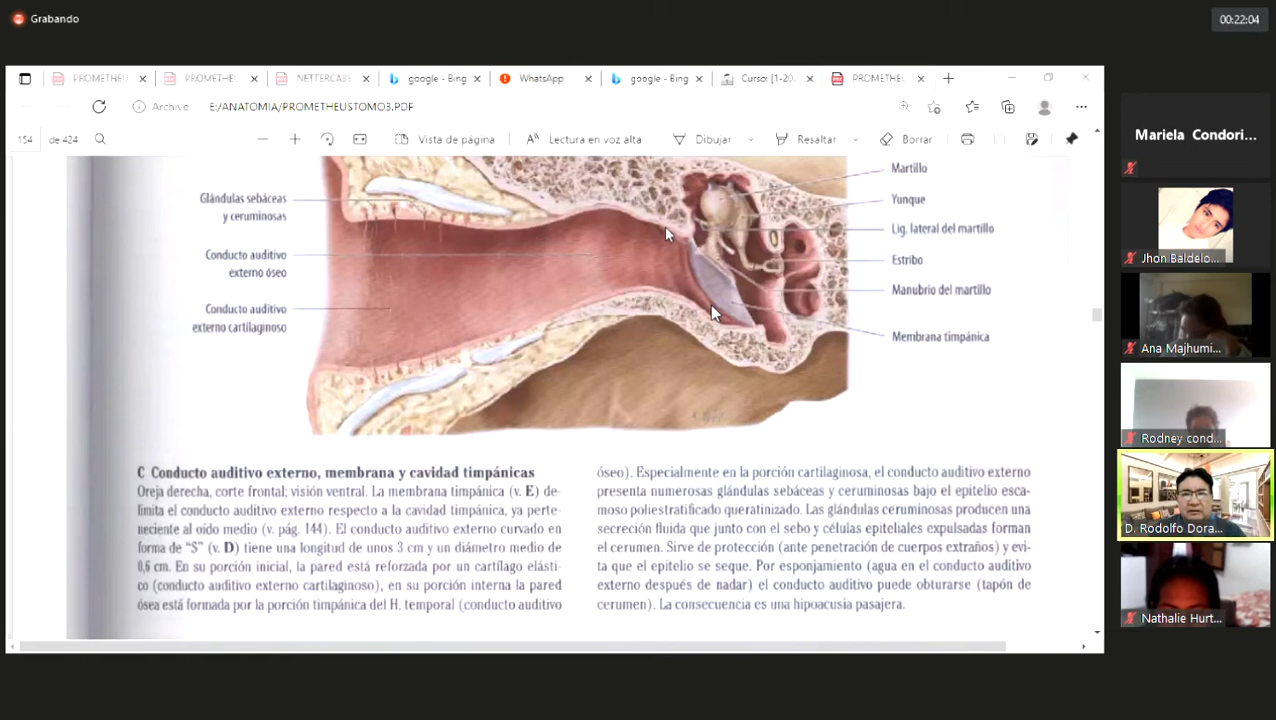 Grabando
00:22:04
PROMETHEU
PROMETHEU
NETTERCABE
google - Bing
WhatsApp
google - Bing
Curso: [1-20
PROMETHEU
Archivo
E:/ANATOMIA/PROMETHEUSTOMO3.PDF
154
de 424
Vista de página
Lectura en voz alta
Dibujar
Resaltar
Borrar
Glándulas sebáceas
y ceruminosas
Conducto auditivo
externo óseo
Conducto auditivo
externo cartilaginoso
Martillo
Yunque
Lig. lateral del martillo
Estribo
Manubrio del martillo
Membrana timpánica
C Conducto auditivo externo, membrana y cavidad timpánicas
Oreja derecha, corte frontal; visión ventral. La membrana timpánica (v. E) de-
limita el conducto auditivo externo respecto a la cavidad timpánica, ya perte-
neciente al oído medio (v. pág. 144). El conducto auditivo externo curvado en
forma de “S” (v. D) tiene una longitud de unos 3 cm y un diámetro medio de
0,6 cm. En su porción inicial, la pared está reforzada por un cartílago elásti-
co (conducto auditivo externo cartilaginoso), en su porción interna la pared
ósea está formada por la porción timpánica del H. temporal (conducto auditivo
óseo). Especialmente en la porción cartilaginosa, el conducto auditivo externo
presenta numerosas glándulas sebáceas y ceruminosas bajo el epitelio esca-
moso poliestratificado queratinizado. Las glándulas ceruminosas producen una
secreción fluida que junto con el sebo y células epiteliales expulsadas forman
el cerumen. Sirve de protección (ante penetración de cuerpos extraños) y evi-
ta que el epitelio se seque. Por esponjamiento (agua en el conducto auditivo
externo después de nadar) el conducto auditivo puede obturarse (tapón de
cerumen). La consecuencia es una hipoacusia pasajera.
Mariela Condori...
Jhon Baldelo...
Ana Majhumi...
Rodney cond...
D. Rodolfo Dora...
Nathalie Hurt...